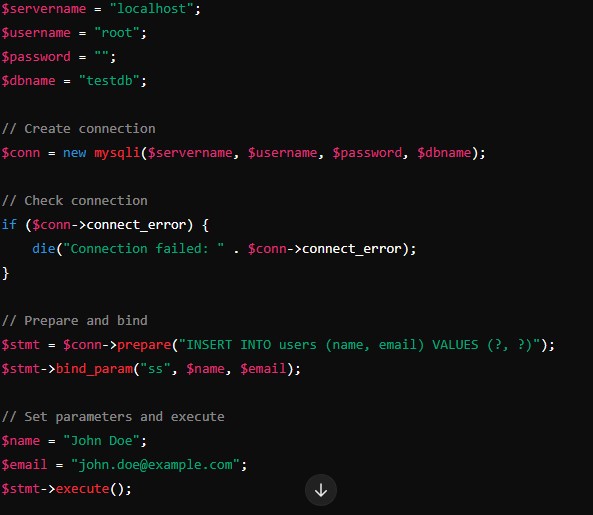 $servername = "localhost";
$username = "root";
$password = "";
$dbname = "testdb";
// Create connection
$conn = new mysqli($servername, $username, $password, $dbname);
// Check connection
if ($conn->connect_error) {
    die("Connection failed: " . $conn->connect_error);
}
// Prepare and bind
$stmt = $conn->prepare("INSERT INTO users (name, email) VALUES (?, ?)");
$stmt->bind_param("ss", $name, $email);
// Set parameters and execute
$name = "John Doe";
$email = "john.doe@example.com";
$stmt->execute();